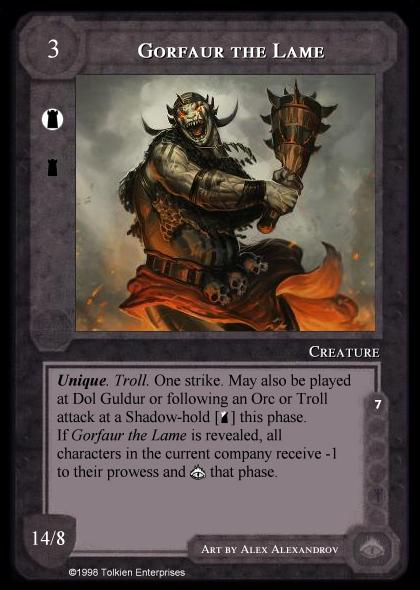 3
Gorfaur the Lame
Creature
Unique. Troll. One strike. May also be played
at Dol Guldur or following an Orc or Troll
attack at a Shadow-hold [ ] this phase.
If Gorfaur the Lame is revealed, all
characters in the current company receive -1
to their prowess and that phase.
7
14/8
Art by Alex Alexandrov
©1998 Tolkien Enterprises